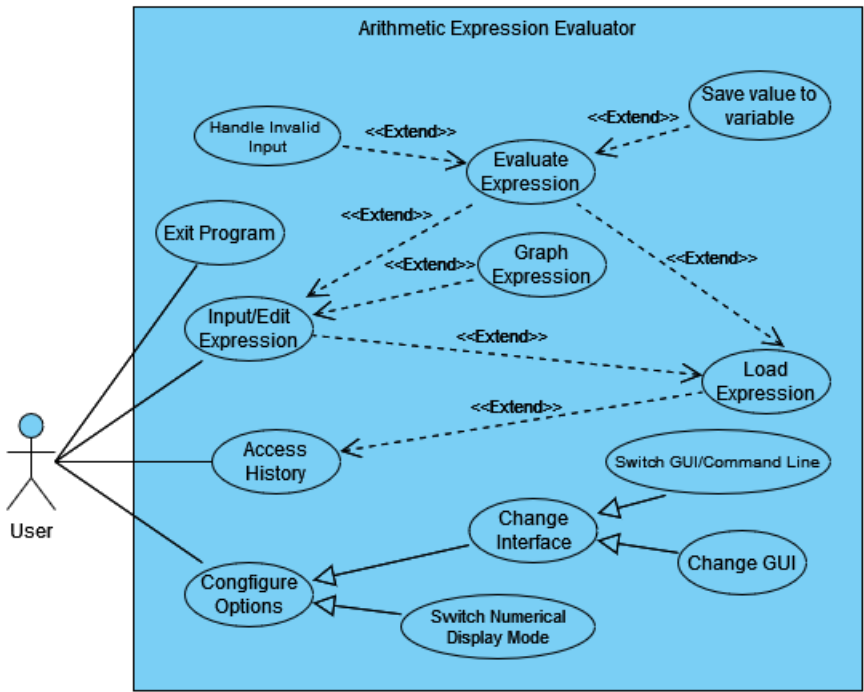 Arithmetic Expression Evaluator
Save value to
variable
Handle Invalid
Input
<<Extend>>
<<Extend>>
Evaluate
Expression
<<Extend>>
Exit Program
Graph
Expression
<<Extend>>
<<Extend>>
Input/Edit
Expression
<<Extend>>
Load
Expression
<<Extend>>
Access
History
Switch GUI/Command Line
User
Change
Interface
Change GUI
Congfigure
Options
Switch Numerical
Display Mode